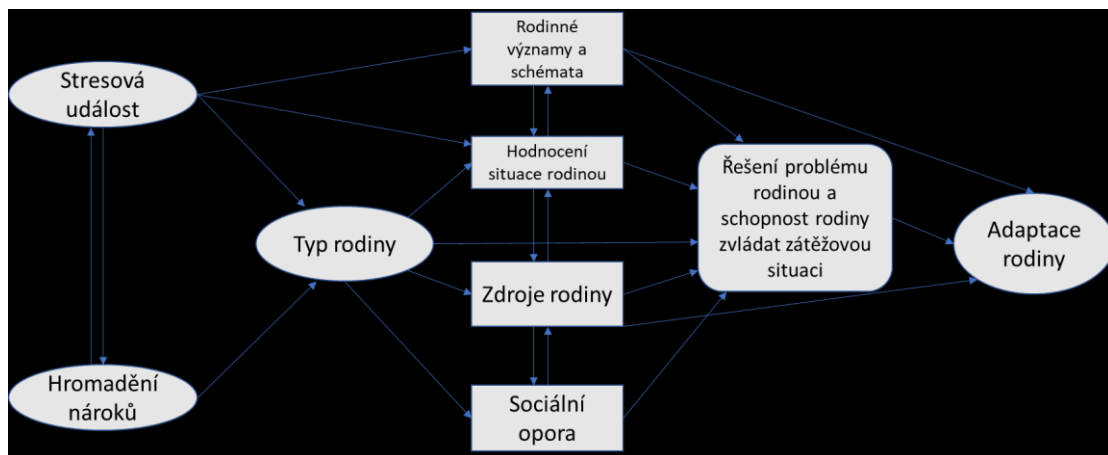 Stresová
událost
Hromadění
nároků
Typ rodiny
Rodinné
významy a
schémata
Hodnocení
situace rodinou
Zdroje rodiny
Sociální
opora
Řešení problému
rodinou a
schopnost rodiny
zvládat zátěžovou
situaci
Adaptace
rodiny